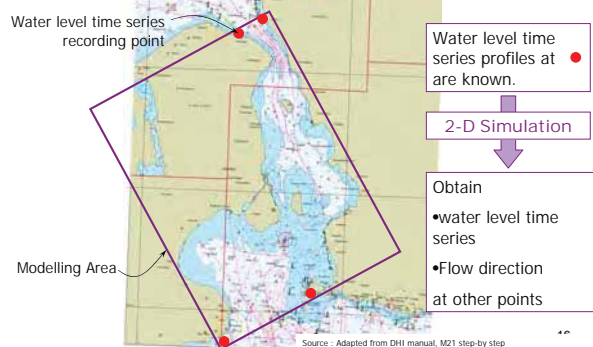 Water level time series
recording point
Modelling Area
Water level time
series profiles at
are known.
2-D Simulation
Obtain
•water level time
series
•Flow direction
at other points
Source : Adapted from DHI manual, M21 step-by step